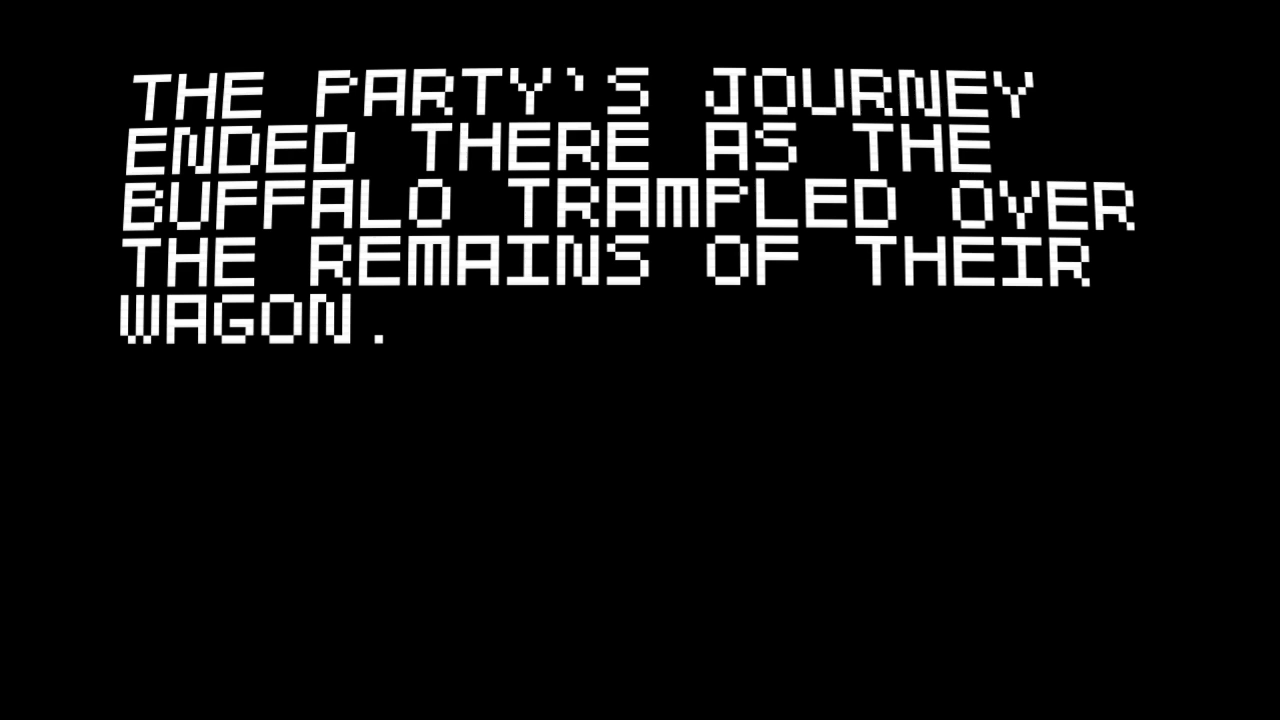 THE PARTY'S JOURNEY
ENDED THERE AS THE
BUFFALO TRAMPLED OVER
THE REMAINS OF THEIR
WAGON.